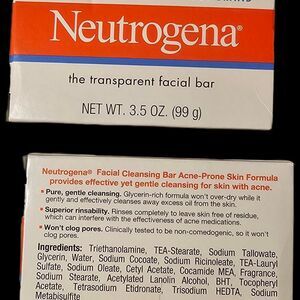 Neutrogena®
the transparent facial bar
NET WT. 3.5 OZ. (99 g)
Neutrogena® Facial Cleansing Bar Acne-Prone Skin Formula
provides effective yet gentle cleansing for skin with acne.
• Pure, gentle cleansing. Glycerin-rich formula won't over-dry while it
gently and effectively cleanses away excess oil from the skin.
• Superior rinsability. Rinses completely to leave skin free of residue,
which can interfere with the effectiveness of acne medications.
• Won't clog pores. Clinically tested to be non-comedogenic, so it won't
clog pores.
Ingredients: Triethanolamine, TEA-Stearate, Sodium Tallowate,
Glycerin, Water, Sodium Cocoate, Sodium Ricinoleate, TEA-Lauryl
Sulfate, Sodium Oleate, Cetyl Acetate, Cocamide MEA, Fragrance,
Sodium Stearate, Acetylated Lanolin Alcohol, BHT, Tocopheryl
Acetate, Tetrasodium Etidronate, Trisodium HEDTA, Sodium
Metabisulfite